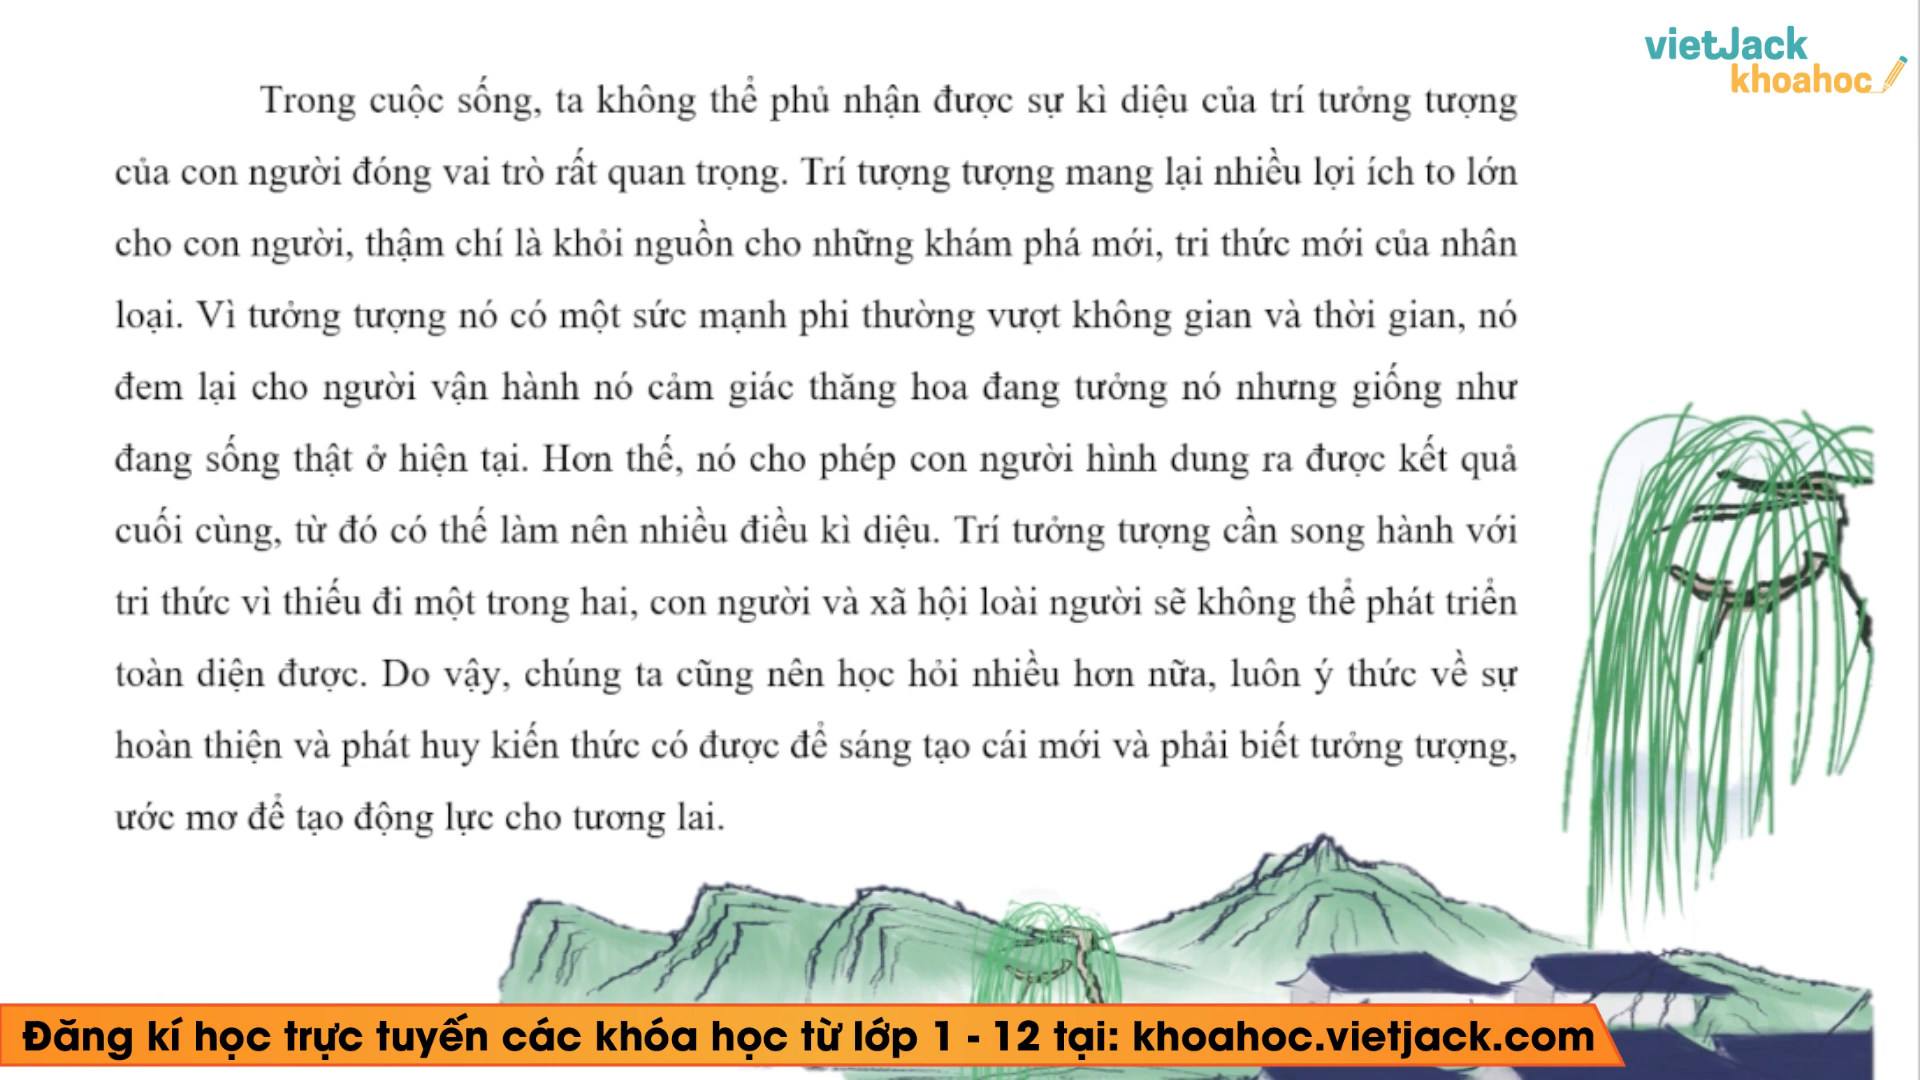 vietJack
khoahoc
Trong cuộc sống, ta không thể phủ nhận được sự kì diệu của trí tưởng tượng
của con người đóng vai trò rất quan trọng. Trí tượng tượng mang lại nhiều lợi ích to lớn
cho con người, thậm chí là khỏi nguồn cho những khám phá mới, tri thức mới của nhân
loại. Vì tưởng tượng nó có một sức mạnh phi thường vượt không gian và thời gian, nó
đem lại cho người vận hành nó cảm giác thăng hoa đang tưởng nó nhưng giống như
đang sống thật ở hiện tại. Hơn thế, nó cho phép con người hình dung ra được kết quả
cuối cùng, từ đó có thế làm nên nhiều điều kì diệu. Trí tưởng tượng cần song hành với
tri thức vì thiếu đi một trong hai, con người và xã hội loài người sẽ không thể phát triển
toàn diện được. Do vậy, chúng ta cũng nên học hỏi nhiều hơn nữa, luôn ý thức về sự
hoàn thiện và phát huy kiến thức có được để sáng tạo cái mới và phải biết tưởng tượng,
ước mơ để tạo động lực cho tương lai.
Đăng kí học trực tuyến các khóa học từ lớp 1 - 12 tại: khoahoc.vietjack.com